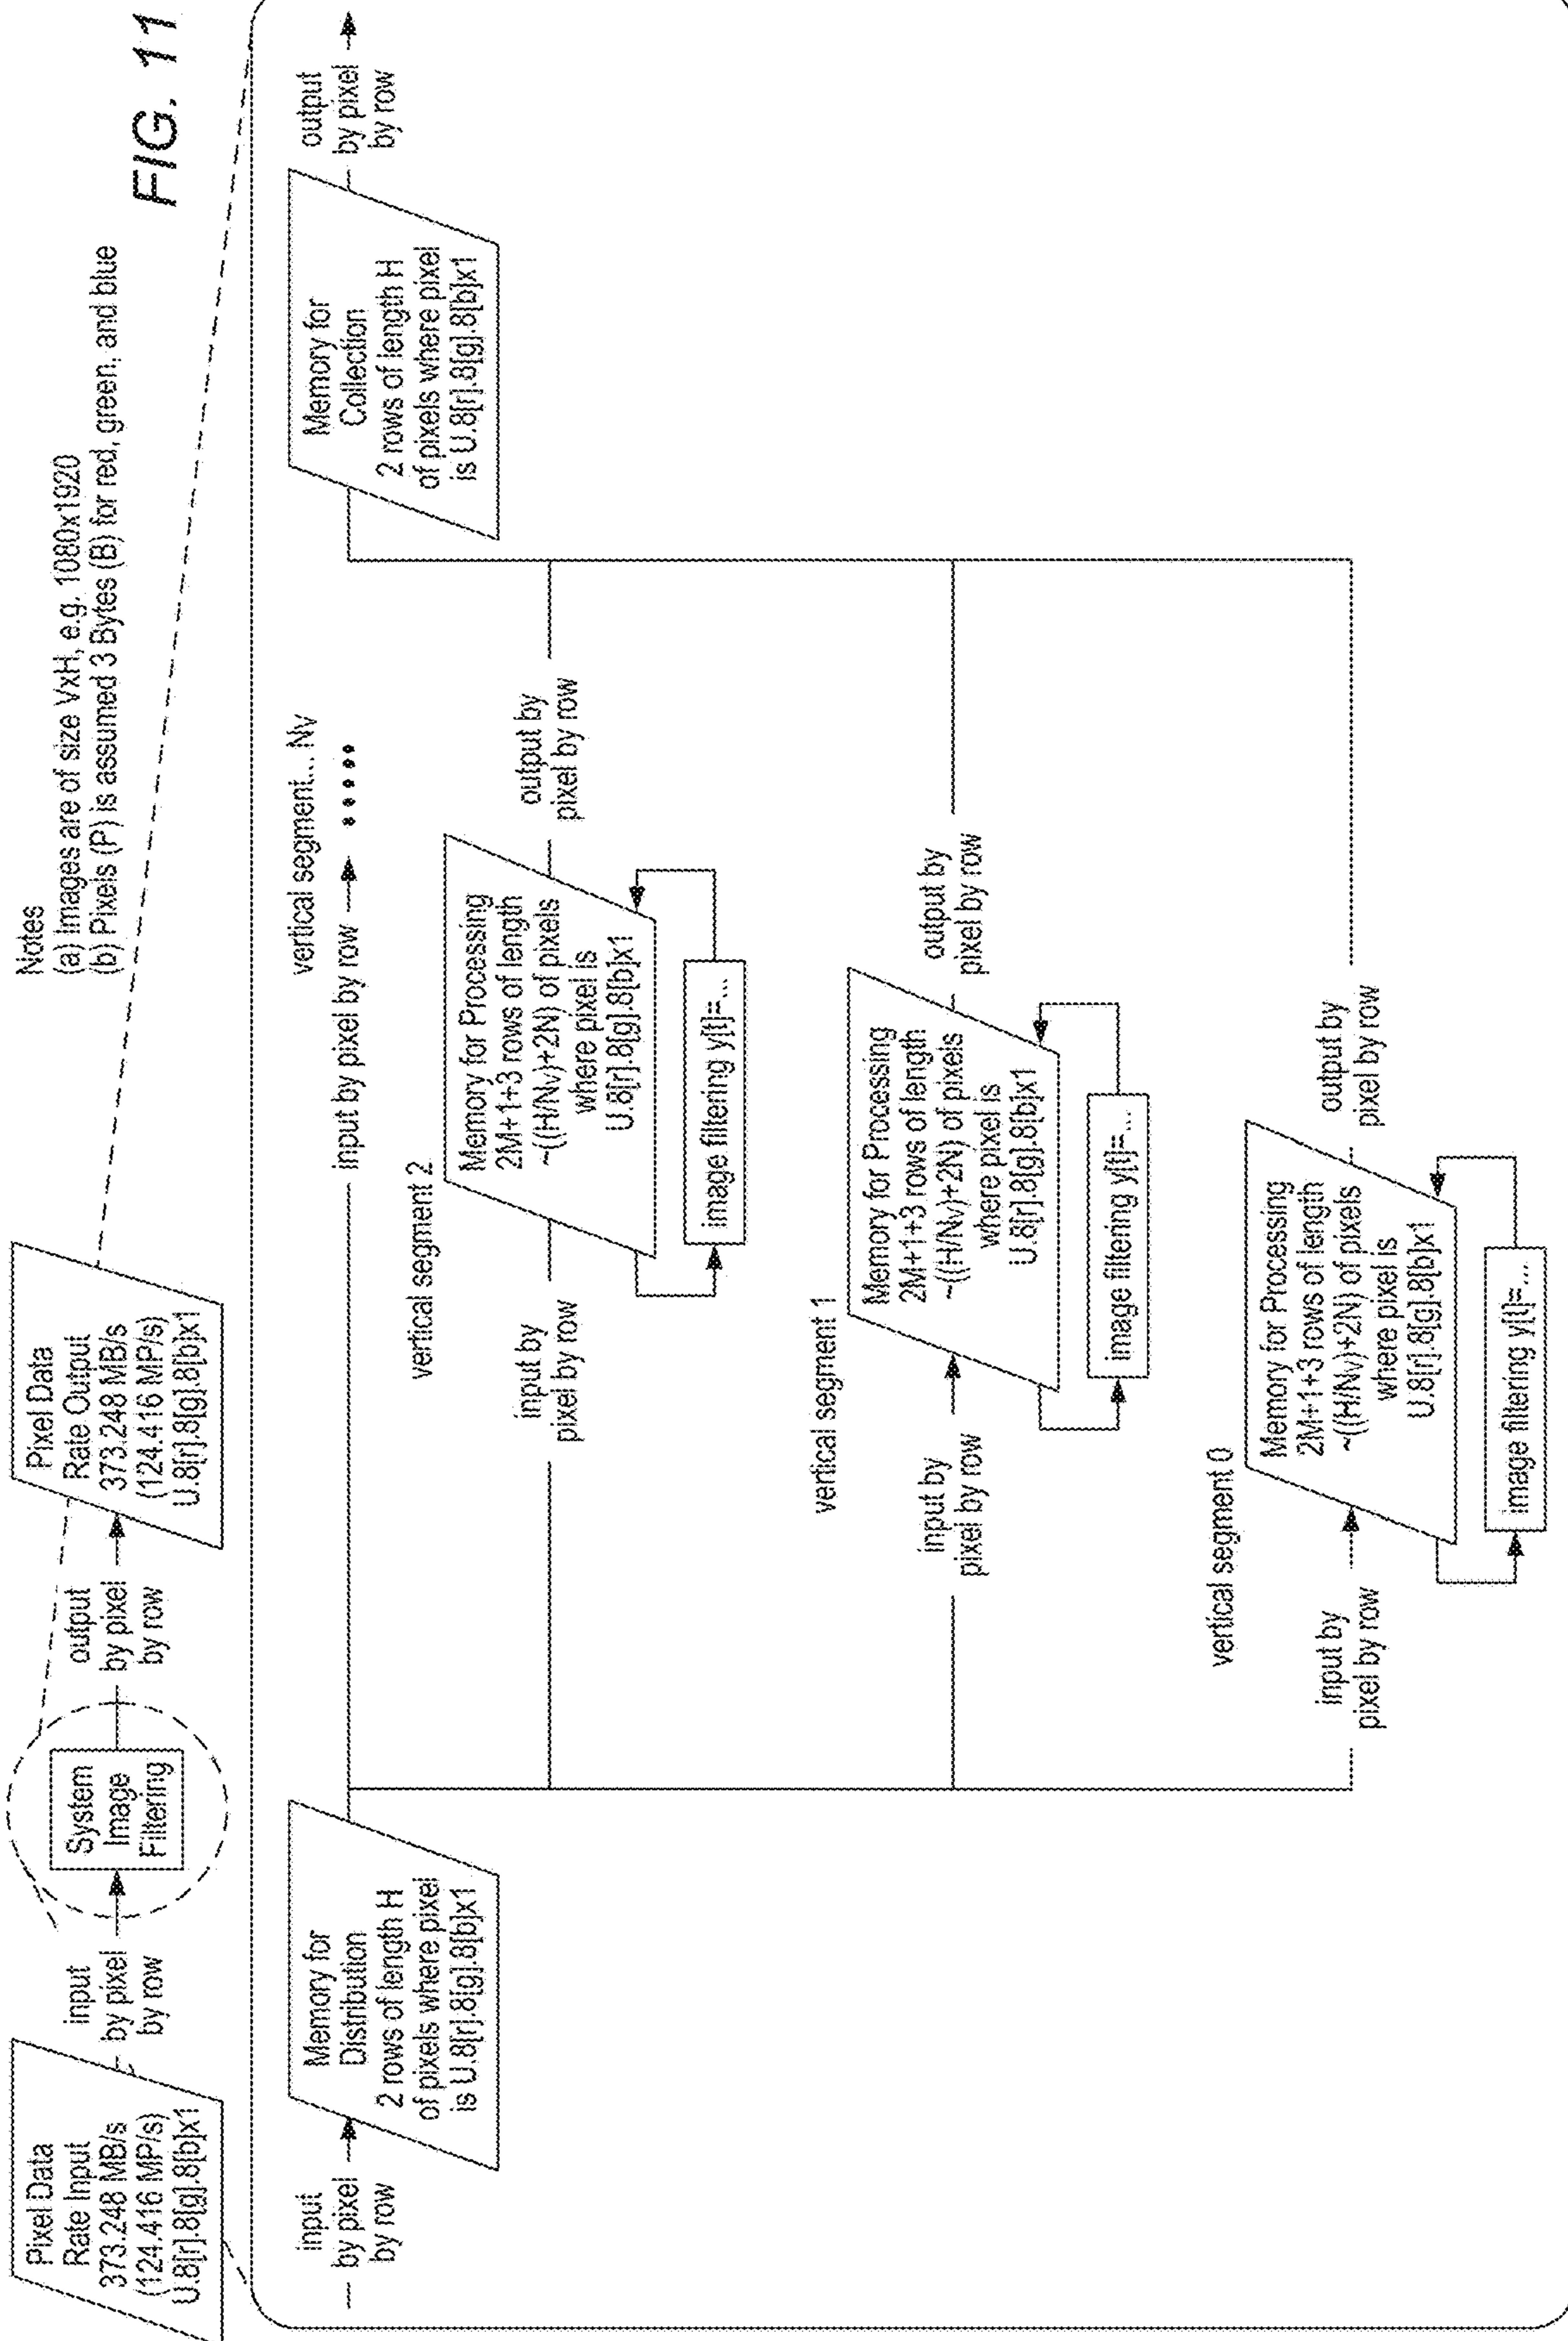 Pixel Data
Rate Input
373.248 MB/s
(124.416 MP/s)
U.8[r].8[g].8[b]x1
input
by pixel
by row
System
Image
Filtering
output
by pixel
by row
Pixel Data
Rate Output
373.248 MB/s
(124.416 MP/s)
U.8[r].8[g].8[b]x1
Notes
(a) Images are of size VxH, e.g. 1080x1920
(b) Pixels (P) is assumed 3 Bytes (B) for red, green, and blue
FIG. 11
input
by pixel
by row
Memory for
Distribution
2 rows of length H
of pixels where pixel
is U.8[r].8[g].8[b]x1
input by pixel by row
vertical segment... Nv
Memory for
Collection
2 rows of length H
of pixels where pixel
is U.8[r].8[g].8[b]x1
output
by pixel
by row
vertical segment 2
input by
pixel by row
Memory for Processing
2M+1+3 rows of length
~((H/Nv)+2N) of pixels
where pixel is
U.8[r].8[g].8[b]x1
image filtering y[t]=...
output by
pixel by row
vertical segment 1
input by
pixel by row
Memory for Processing
2M+1+3 rows of length
~((H/Nv)+2N) of pixels
where pixel is
U.8[r].8[g].8[b]x1
image filtering y[t]=...
output by
pixel by row
vertical segment 0
input by
pixel by row
Memory for Processing
2M+1+3 rows of length
~((H/Nv)+2N) of pixels
where pixel is
U.8[r].8[g].8[b]x1
image filtering y[t]=...
output by
pixel by row